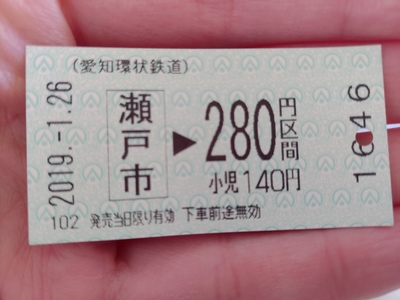 (愛知環状鉄道)
2019.-1.26
瀬戸市▶280円区間
小児140円
1646
102 発売当日限り有効 下車前途無効